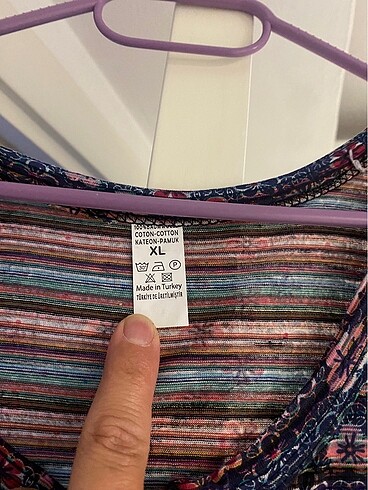 COTON-COTTON
KATEON-PAMUK
XL
P
Made in Turkey
TÜRKİYE'DE ÜRETİLMİŞTİR